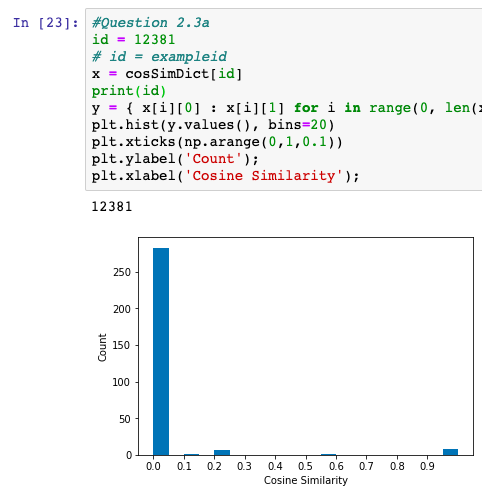 In [23]: #Question 2.3a
id = 12381
# id = exampleid
x = cosSimDict[id]
print(id)
y = { x[i][0] : x[i][1] for i in range(0, len(
plt.hist(y.values(), bins=20)
plt.xticks(np.arange(0,1,0.1))
plt.ylabel('Count');
plt.xlabel('Cosine Similarity');
12381
250
200
150
100
50
0
Count
0.0 0.1 0.2 0.3 0.4 0.5 0.6 0.7 0.8 0.9
Cosine Similarity